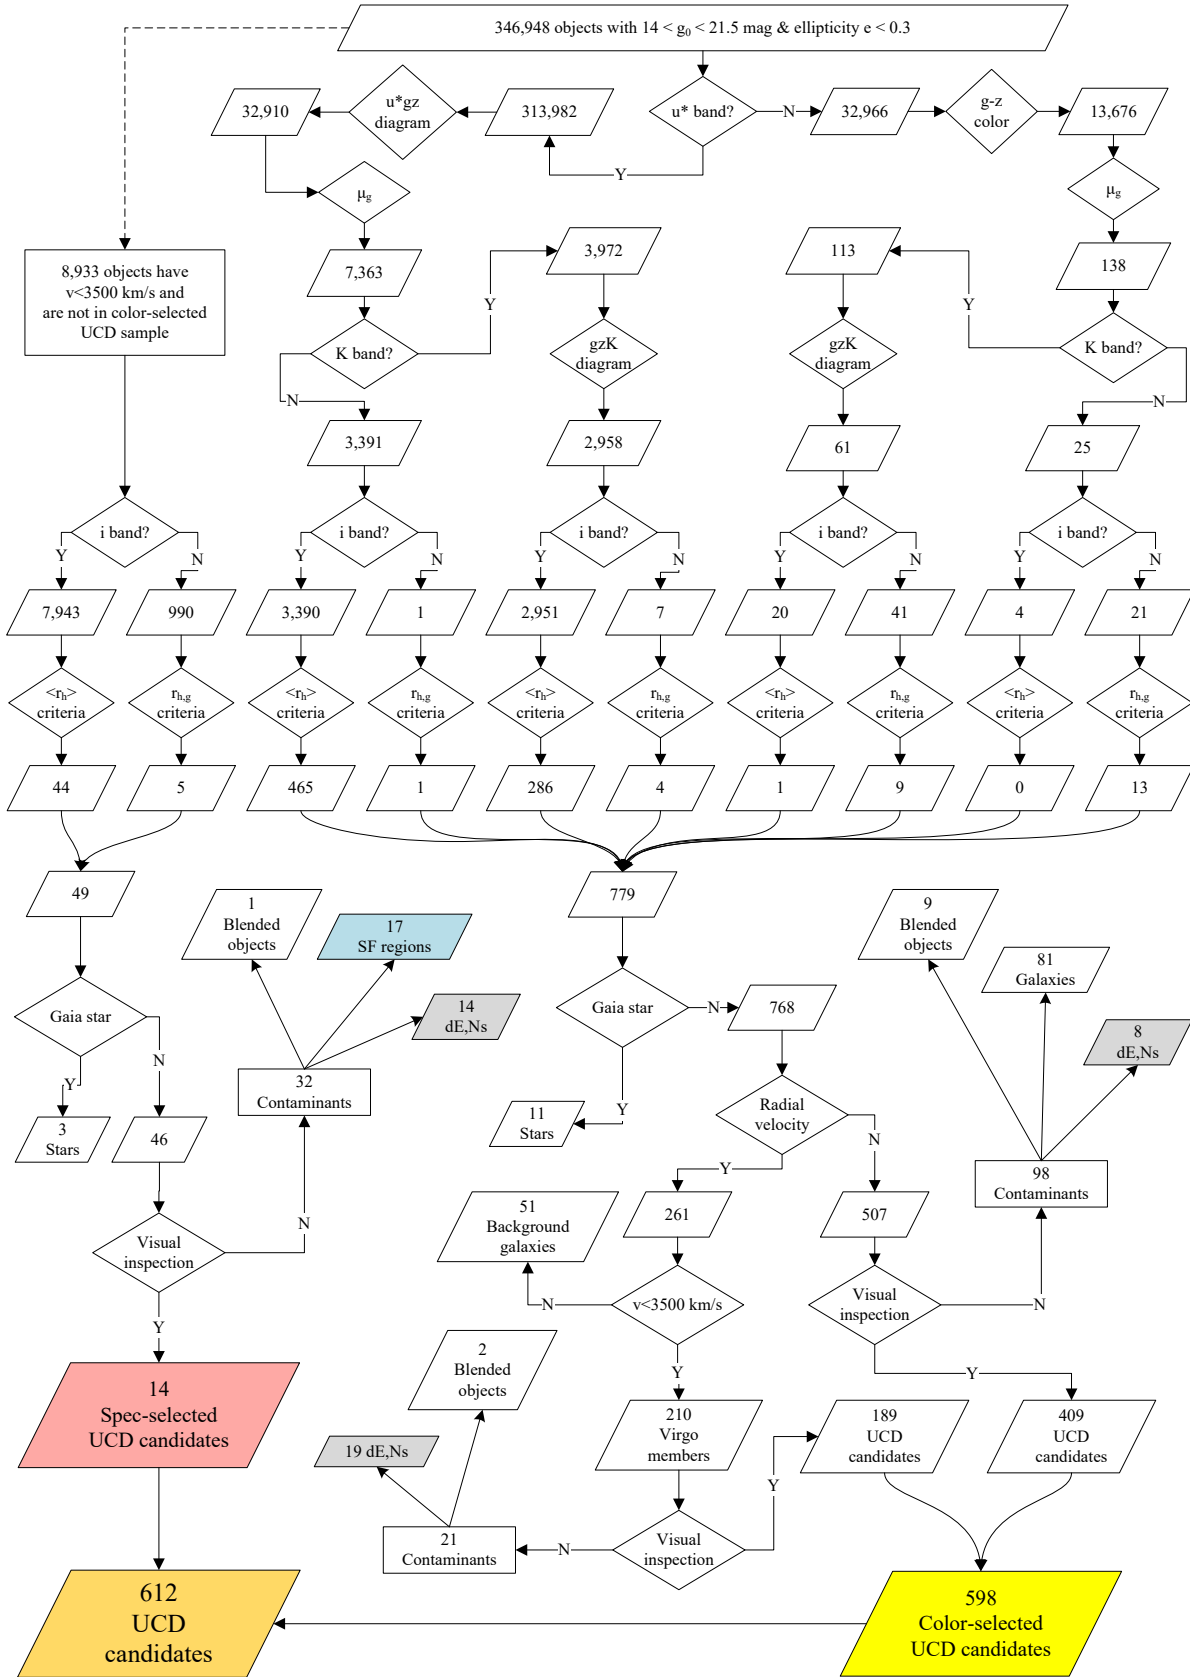 346,948 objects with 14 < g₀ < 21.5 mag & ellipticity e < 0.3
32,910
u*gz
diagram
313,982
u* band?
N
32,966
g-z
color
13,676
Y
μg
μg
8,933 objects have
v<3500 km/s and
are not in color-selected
UCD sample
7,363
3,972
113
138
Y
Y
K band?
gzK
diagram
gzK
diagram
K band?
N
N
3,391
2,958
61
25
i band?
i band?
i band?
i band?
i band?
Y
N
Y
N
Y
N
Y
N
Y
N
7,943
990
3,390
1
2,951
7
20
41
4
21
<rh>
criteria
rh,g
criteria
<rh>
criteria
rh,g
criteria
<rh>
criteria
rh,g
criteria
<rh>
criteria
rh,g
criteria
<rh>
criteria
rh,g
criteria
44
5
465
1
286
4
1
9
0
13
49
1
Blended
objects
17
SF regions
779
9
Blended
objects
81
Galaxies
Gaia star
14
dE,Ns
Gaia star
N
768
8
dE,Ns
Y
N
32
Contaminants
3
Stars
46
Y
11
Stars
Radial
velocity
N
Y
98
Contaminants
Visual
inspection
N
51
Background
galaxies
261
507
Y
N
v<3500 km/s
Visual
inspection
N
14
Spec-selected
UCD candidates
2
Blended
objects
Y
Y
19 dE,Ns
210
Virgo
members
189
UCD
candidates
409
UCD
candidates
Y
21
Contaminants
N
Visual
inspection
612
UCD
candidates
598
Color-selected
UCD candidates